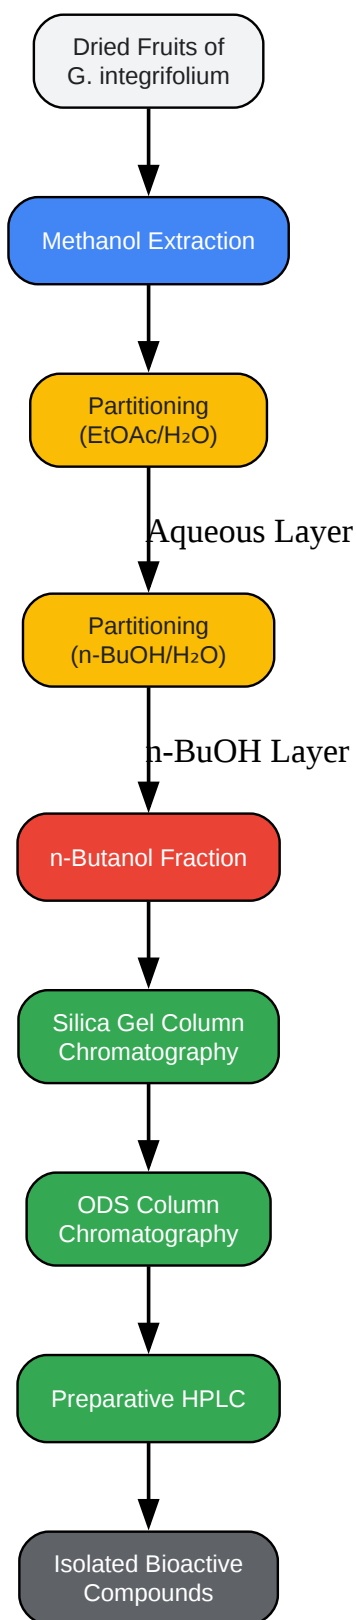 Dried Fruits of
G. integrifolium
Methanol Extraction
Partitioning
(EtOAc/H₂O)
Aqueous Layer
Partitioning
(n-BuOH/H₂O)
n-BuOH Layer
n-Butanol Fraction
Silica Gel Column
Chromatography
ODS Column
Chromatography
Preparative HPLC
Isolated Bioactive
Compounds